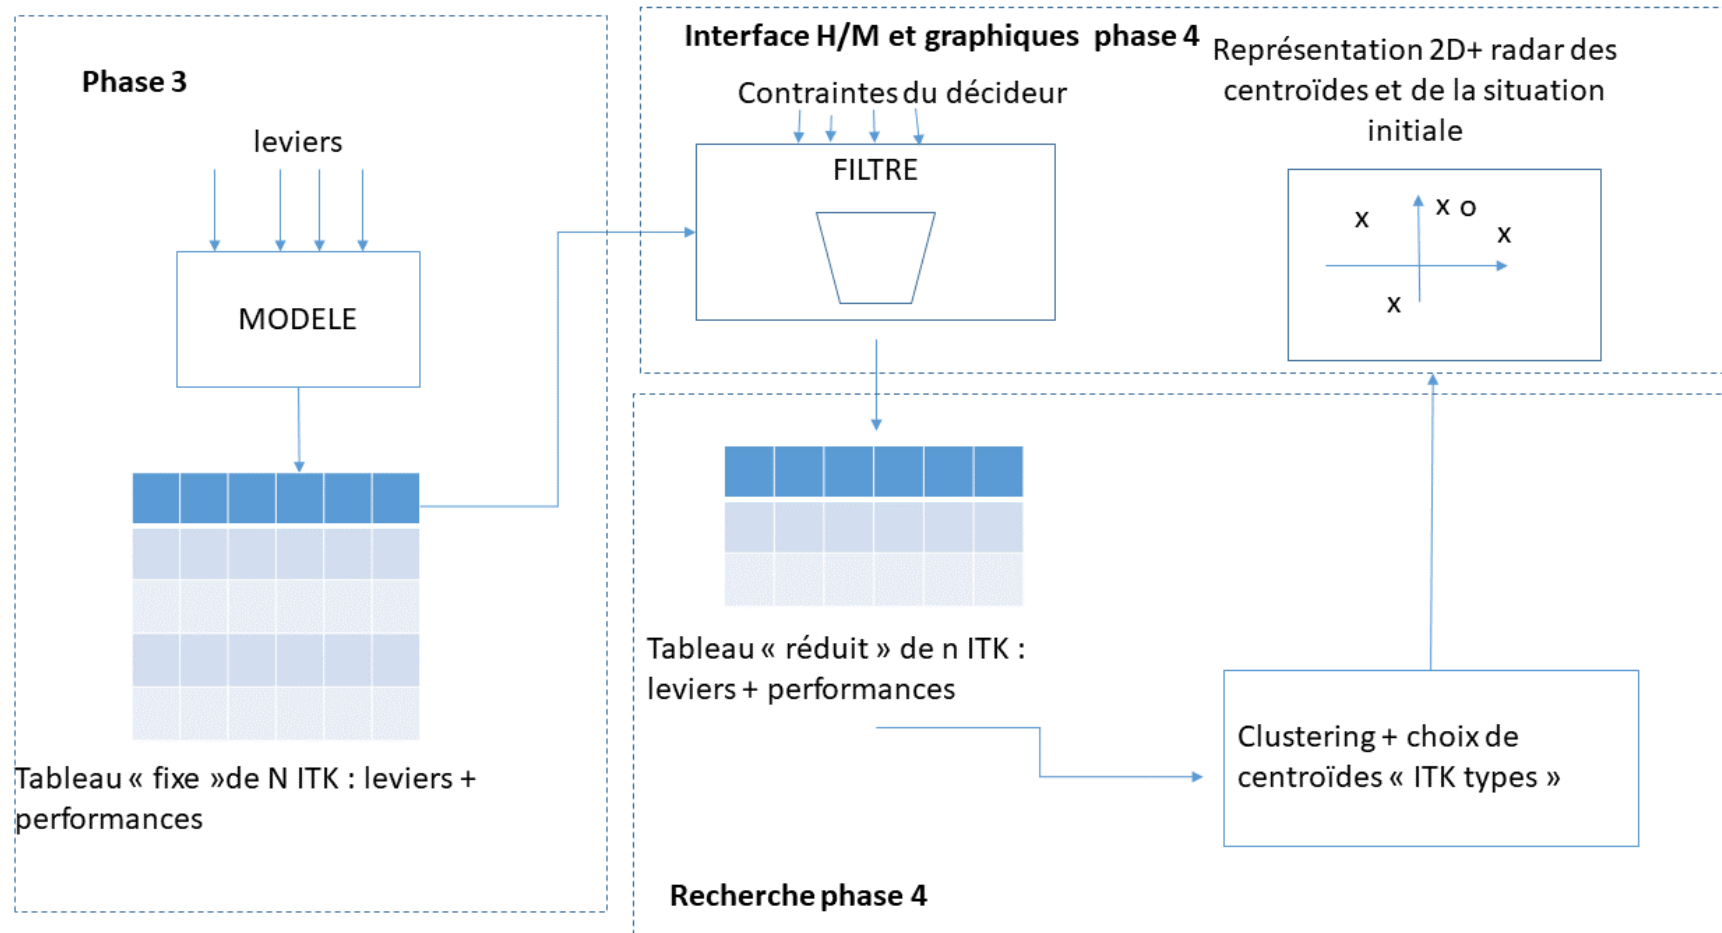 Phase 3
leviers
MODELE
Tableau « fixe »de N ITK : leviers +
performances
Interface H/M et graphiques phase 4
Contraintes du décideur
FILTRE
Représentation 2D+ radar des
centroïdes et de la situation
initiale
x
x o
x
x
Tableau « réduit » de n ITK :
leviers + performances
Clustering + choix de
centroïdes « ITK types »
Recherche phase 4